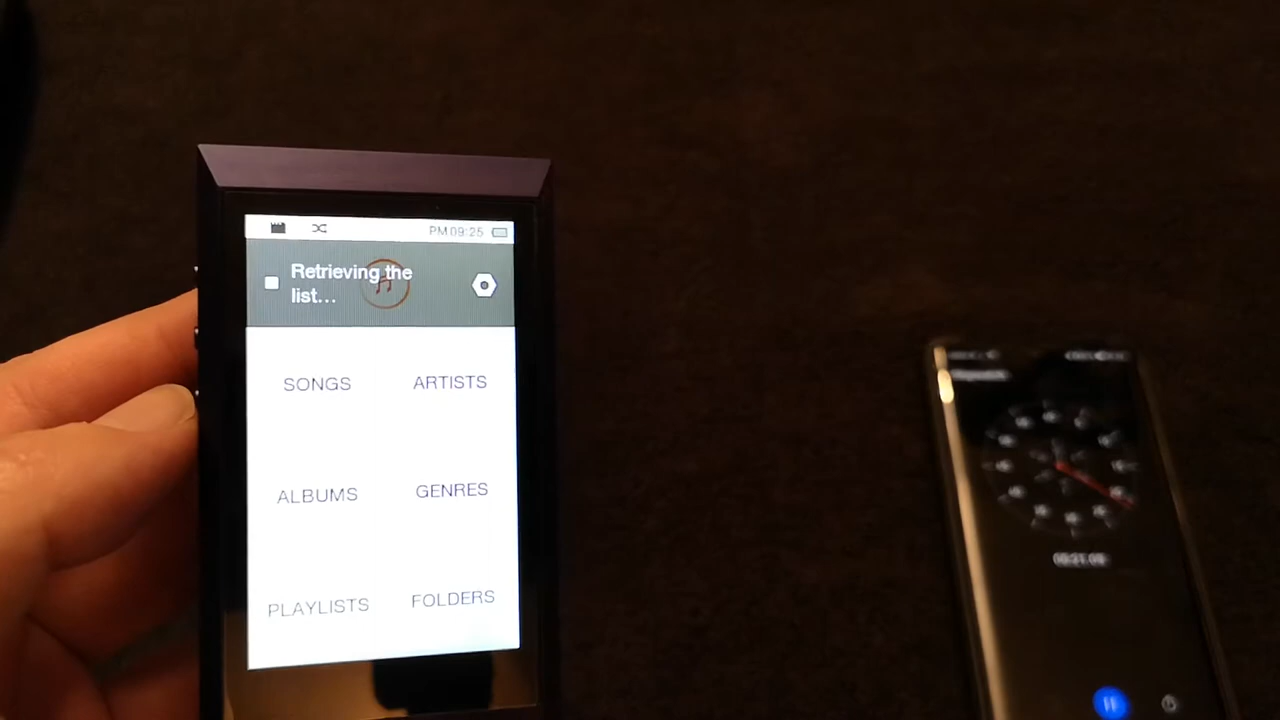 PM 09:25
Retrieving the
list...
SONGS
ARTISTS
ALBUMS
GENRES
PLAYLISTS
FOLDERS